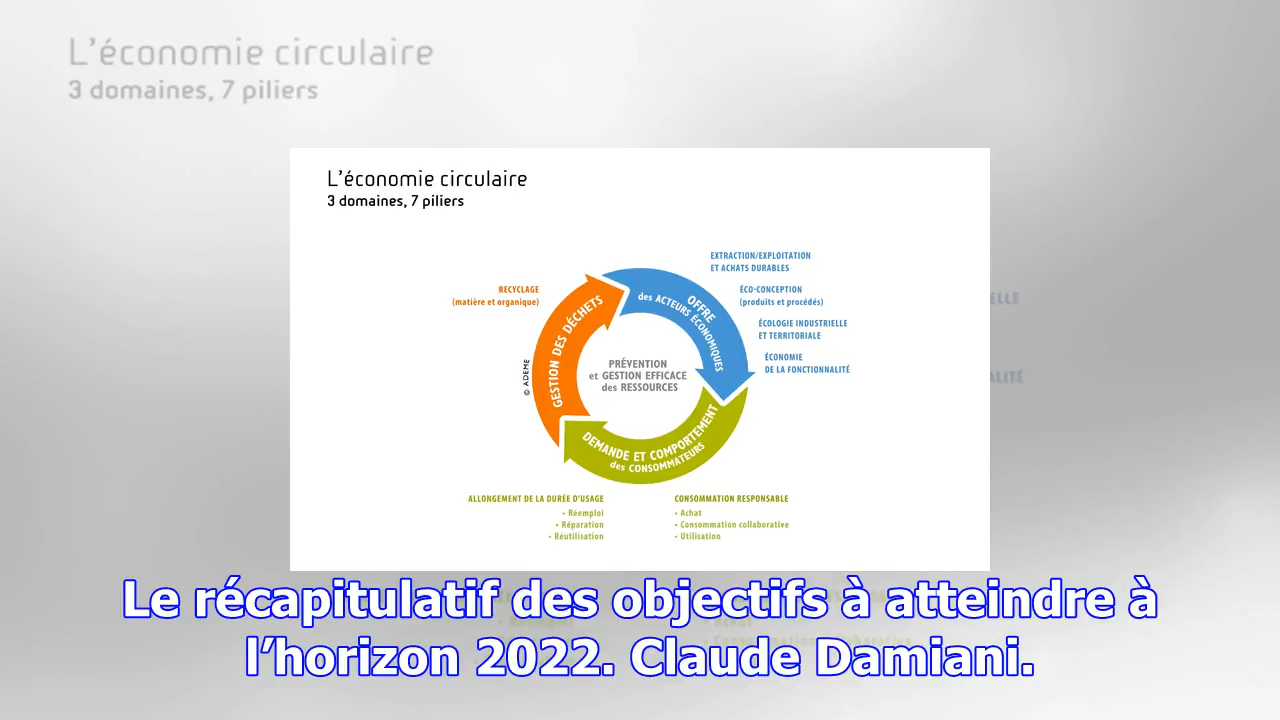 L'économie circulaire
3 domaines, 7 piliers
L'économie circulaire
3 domaines, 7 piliers
EXTRACTION/EXPLOITATION
ET ACHATS DURABLES
RECYCLAGE
(matière et organique)
ÉCO-CONCEPTION
(produits et procédés)
ÉCOLOGIE INDUSTRIELLE
ET TERRITORIALE
ÉCONOMIE
DE LA FONCTIONNALITÉ
OFFRE
des ACTEURS ÉCONOMIQUES
GESTION DES DÉCHETS
PRÉVENTION
et GESTION EFFICACE
des RESSOURCES
© ADEME
DEMANDE ET COMPORTEMENT
des CONSOMMATEURS
ALLONGEMENT DE LA DURÉE D'USAGE
• Réemploi
• Réparation
• Réutilisation
CONSOMMATION RESPONSABLE
• Achat
• Consommation collaborative
• Utilisation
Le récapitulatif des objectifs à atteindre à
l'horizon 2022. Claude Damiani.